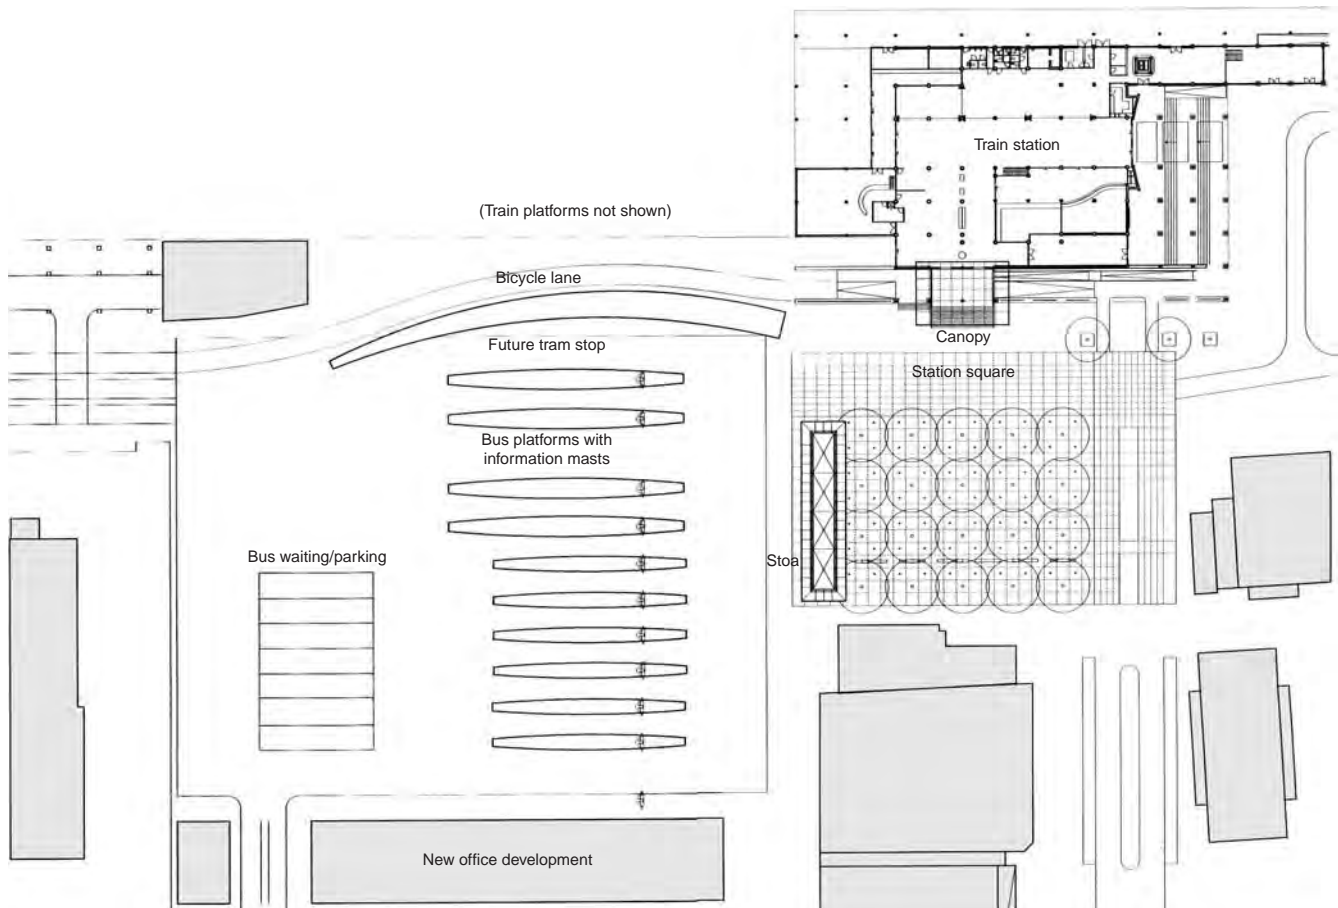 Train station
(Train platforms not shown)
Bicycle lane
Canopy
Future tram stop
Station square
Bus platforms with
information masts
Bus waiting/parking
Stoa
New office development